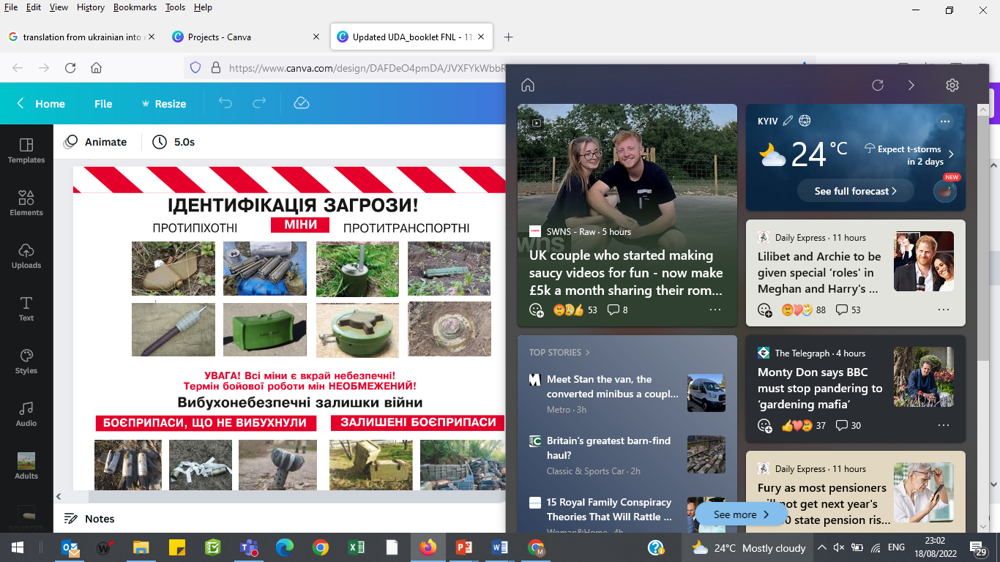 File Edit View History Bookmarks Tools Help
translation from ukrainian into e
Projects - Canva
Updated UDA_booklet FNL - 11.
https://www.canva.com/design/DAFDeO4pmDA/JVXFYkWbbR
Home File Resize
Animate 5.0s
Templates
Elements
Uploads
Text
Styles
Audio
Adults
SOURCES
ІДЕНТИФІКАЦІЯ ЗАГРОЗИ!
ПРОТИПІХОТНІ МІНИ ПРОТИТРАНСПОРТНІ
УВАГА! Всі міни є вкрай небезпечні!
Термін бойової роботи мін НЕОБМЕЖЕНИЙ!
Вибухонебезпечні залишки війни
БОЄПРИПАСИ, ЩО НЕ ВИБУХНУЛИ
ЗАЛИШЕНІ БОЄПРИПАСИ
Notes
SWNS - Raw · 5 hours
UK couple who started making
saucy videos for fun - now make
£5k a month sharing their rom...
53 8
KYIV
24 °C
Expect t-storms
in 2 days
NEW
See full forecast
Daily Express · 11 hours
Lilibet and Archie to be
given special 'roles' in
Meghan and Harry's ...
88 53
TOP STORIES
Meet Stan the van, the
converted minibus a coupl...
Metro · 3h
Britain's greatest barn-find
haul?
Classic & Sports Car · 2h
15 Royal Family Conspiracy
Theories That Will Rattle ...
Woman&Home · 4h
The Telegraph · 4 hours
Monty Don says BBC
must stop pandering to
'gardening mafia'
37 30
Daily Express · 11 hours
Fury as most pensioners
not get next year's
state pension ris...
See more
24°C Mostly cloudy
ENG
23:02
18/08/2022
29